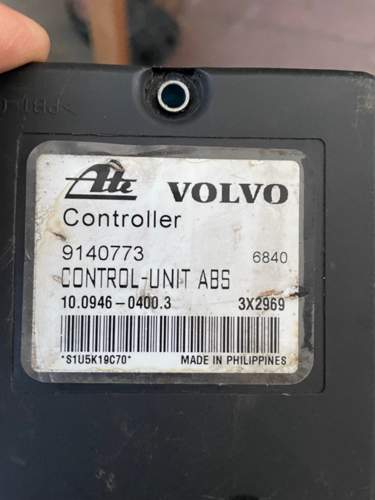 Ate VOLVO
Controller
9140773 6840
CONTROL-UNIT ABS
10.0946-0400.3 3X2969
*S1U5K19C70* MADE IN PHILIPPINES